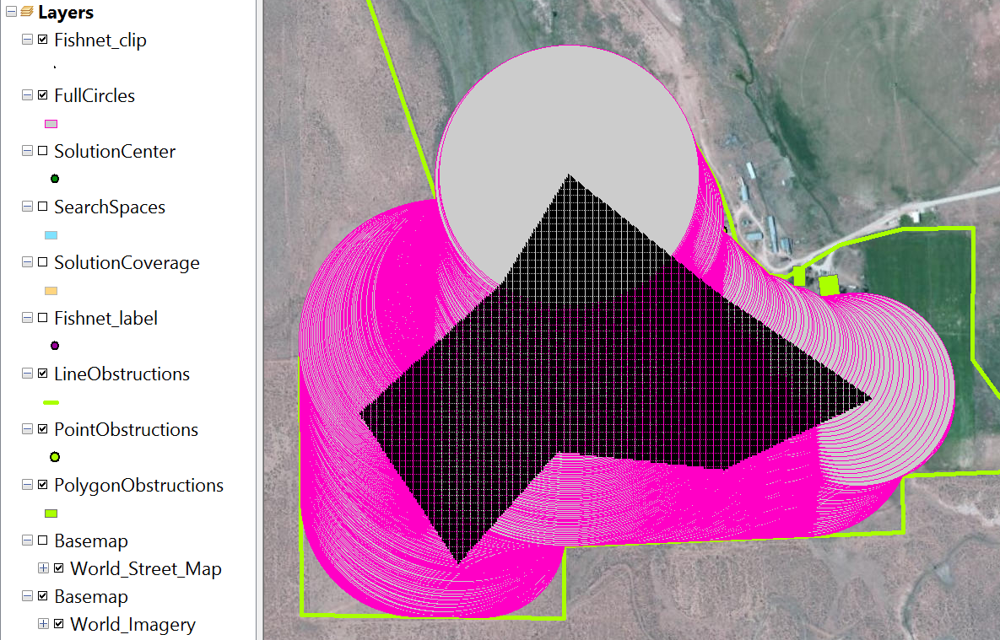 Layers
Fishnet_clip
FullCircles
SolutionCenter
SearchSpaces
SolutionCoverage
Fishnet_label
LineObstructions
PointObstructions
PolygonObstructions
Basemap
World_Street_Map
Basemap
World_Imagery